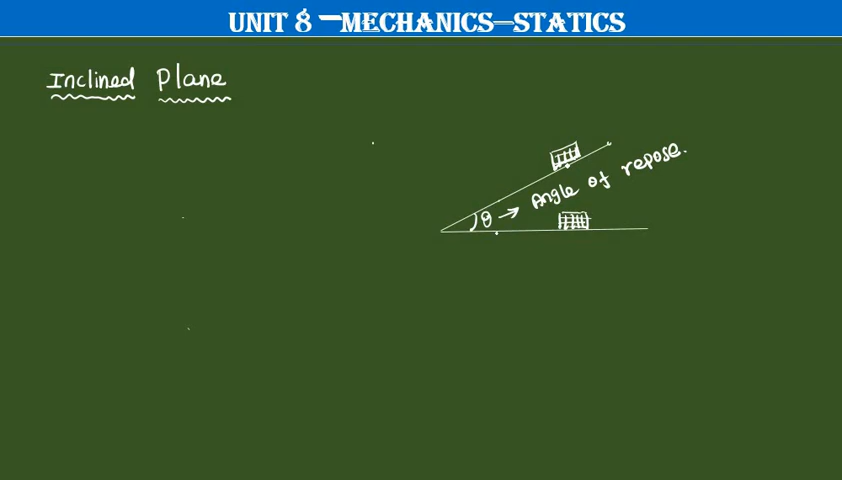 UNIT 8 –MECHANICS–STATICS
Inclined Plane
θ → Angle of repose.